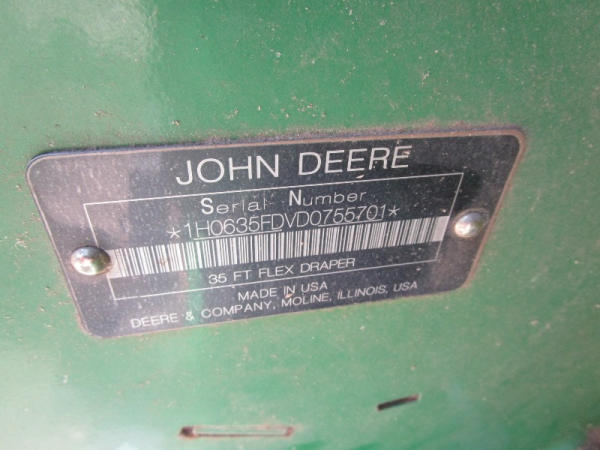 JOHN DEERE
Serial Number
*1H0635FDVD0755701*
35 FT FLEX DRAPER
MADE IN USA
DEERE & COMPANY, MOLINE, ILLINOIS, USA